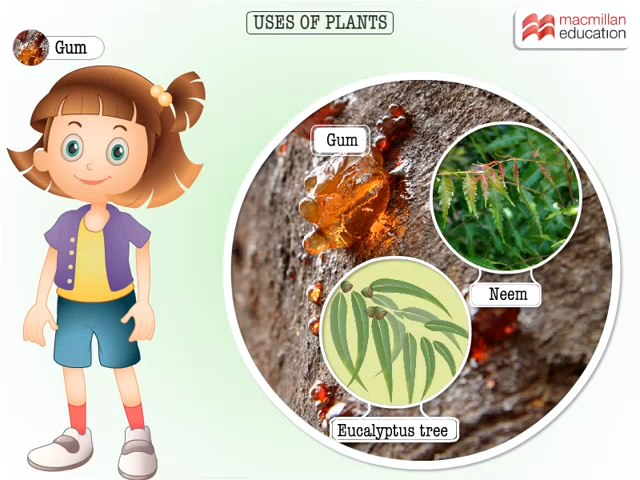 USES OF PLANTS
macmillan
education
Gum
Gum
Neem
Eucalyptus tree